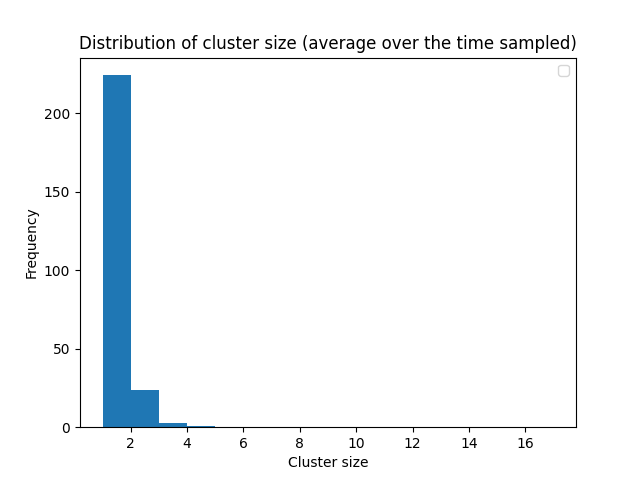 Distribution of cluster size (average over the time sampled)
200
150
100
50
0
Frequency
2 4 6 8 10 12 14 16
Cluster size